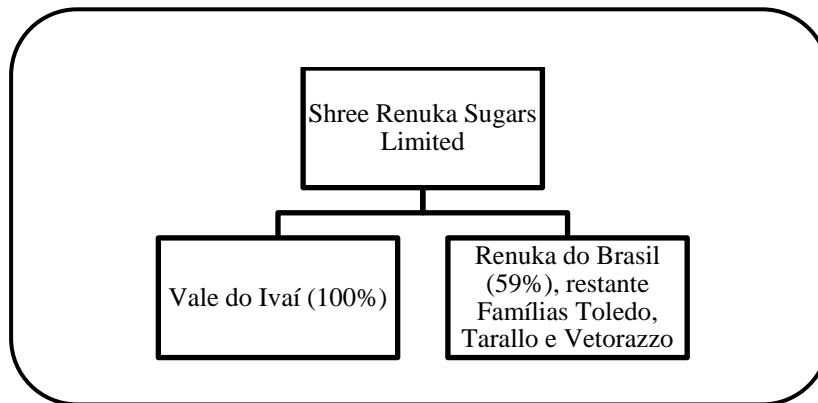 Shree Renuka Sugars
Limited
Vale do Ivaí (100%)
Renuka do Brasil
(59%), restante
Famílias Toledo,
Tarallo e Vetorazzo